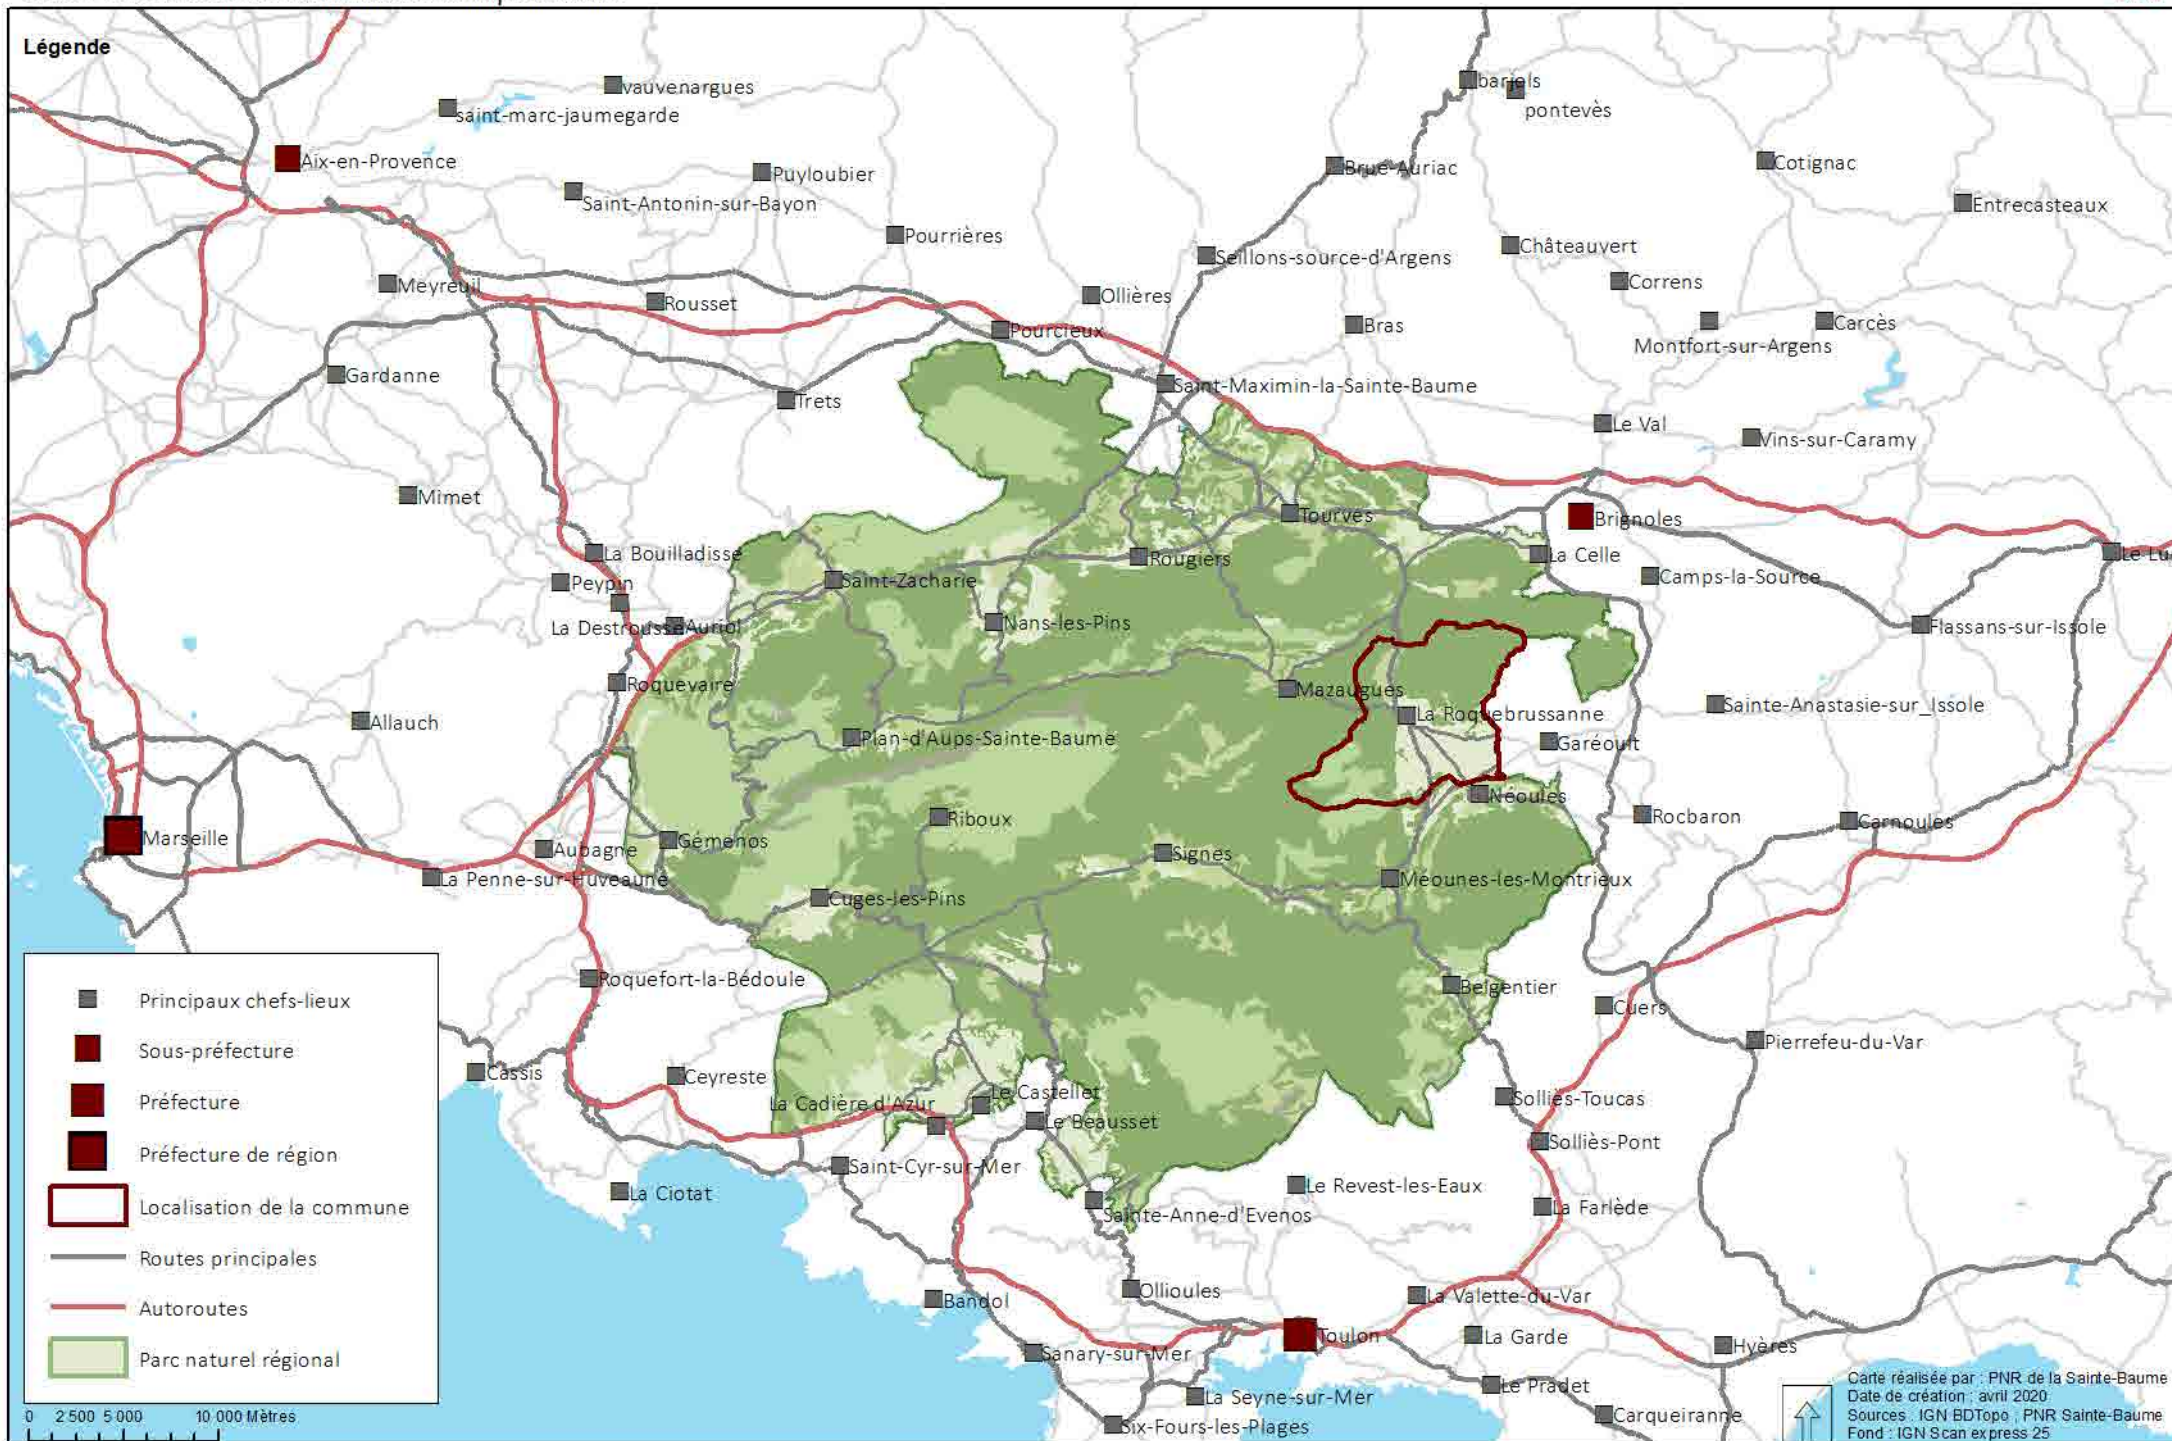 Légende
barjols
vauvenargues
pontevès
saint-marc-jaumegarde
Aix-en-Provence
Cotignac
Brue-Auriac
Puyloubier
Saint-Antonin-sur-Bayon
Entrecasteaux
Pourrières
Châteauvert
Seillons-source-d'Argens
Correns
Meyreuil
Ollières
Rousset
Carcès
Bras
Pourcieux
Montfort-sur-Argens
Gardanne
Saint-Maximin-la-Sainte-Baume
Trets
Le Val
Vins-sur-Caramy
Mimet
Tourves
Brignoles
La Bouilladisse
Le Lu
La Celle
Rougiers
Peypin
Saint-Zacharie
Camps-la-Source
La Destrousse
Auriol
Nans-les-Pins
Flassans-sur-Issole
Roquevaire
Mazaugues
Sainte-Anastasie-sur_Issole
La Roquebrussanne
Allauch
Plan-d'Aups-Sainte-Baume
Garéoult
Néoules
Riboux
Rocbaron
Carnoules
Marseille
Gémenos
Aubagne
Signes
La Penne-sur-Huveaune
Méounes-les-Montrieux
Cuges-les-Pins
Roquefort-la-Bédoule
Belgentier
Cuers
Pierrefeu-du-Var
Cassis
Ceyreste
Le Castellet
La Cadière d'Azur
Solliès-Toucas
Le Beausset
Solliès-Pont
Saint-Cyr-sur-Mer
La Ciotat
Le Revest-les-Eaux
La Farlède
Sainte-Anne-d'Evenos
Ollioules
La Valette-du-Var
Bandol
Toulon
La Garde
Hyères
Sanary-sur-Mer
Le Pradet
La Seyne-sur-Mer
Carqueiranne
Six-Fours-les-Plages
Principaux chefs-lieux
Sous-préfecture
Préfecture
Préfecture de région
Localisation de la commune
Routes principales
Autoroutes
Parc naturel régional
0 2 500 5 000 10 000 Mètres
Carte réalisée par : PNR de la Sainte-Baume
Date de création : avril 2020
Sources : IGN BDTopo ; PNR Sainte-Baume
Fond : IGN Scan express 25